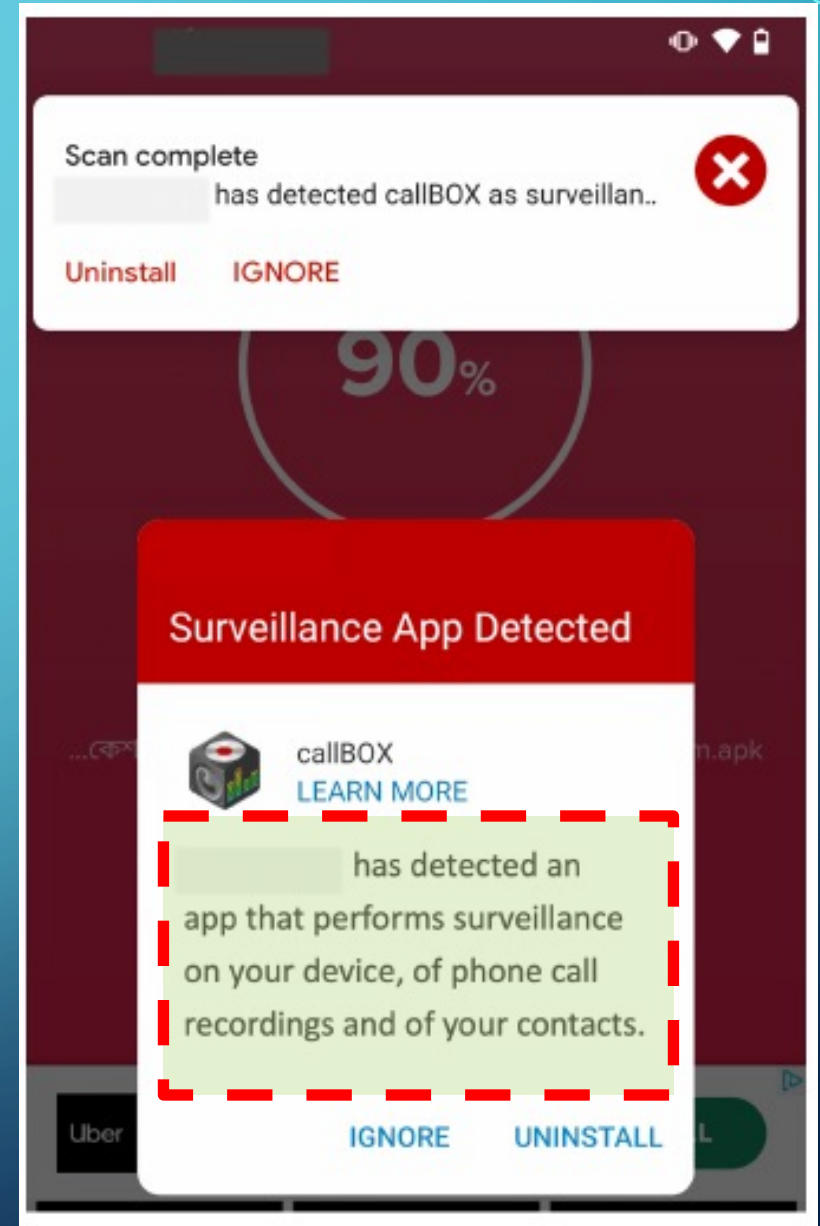 Scan complete
has detected callBOX as surveillan..
Uninstall IGNORE
90%
Surveillance App Detected
callBOX
LEARN MORE
...কেশ
m.apk
has detected an
app that performs surveillance
on your device, of phone call
recordings and of your contacts.
Uber
L
IGNORE UNINSTALL